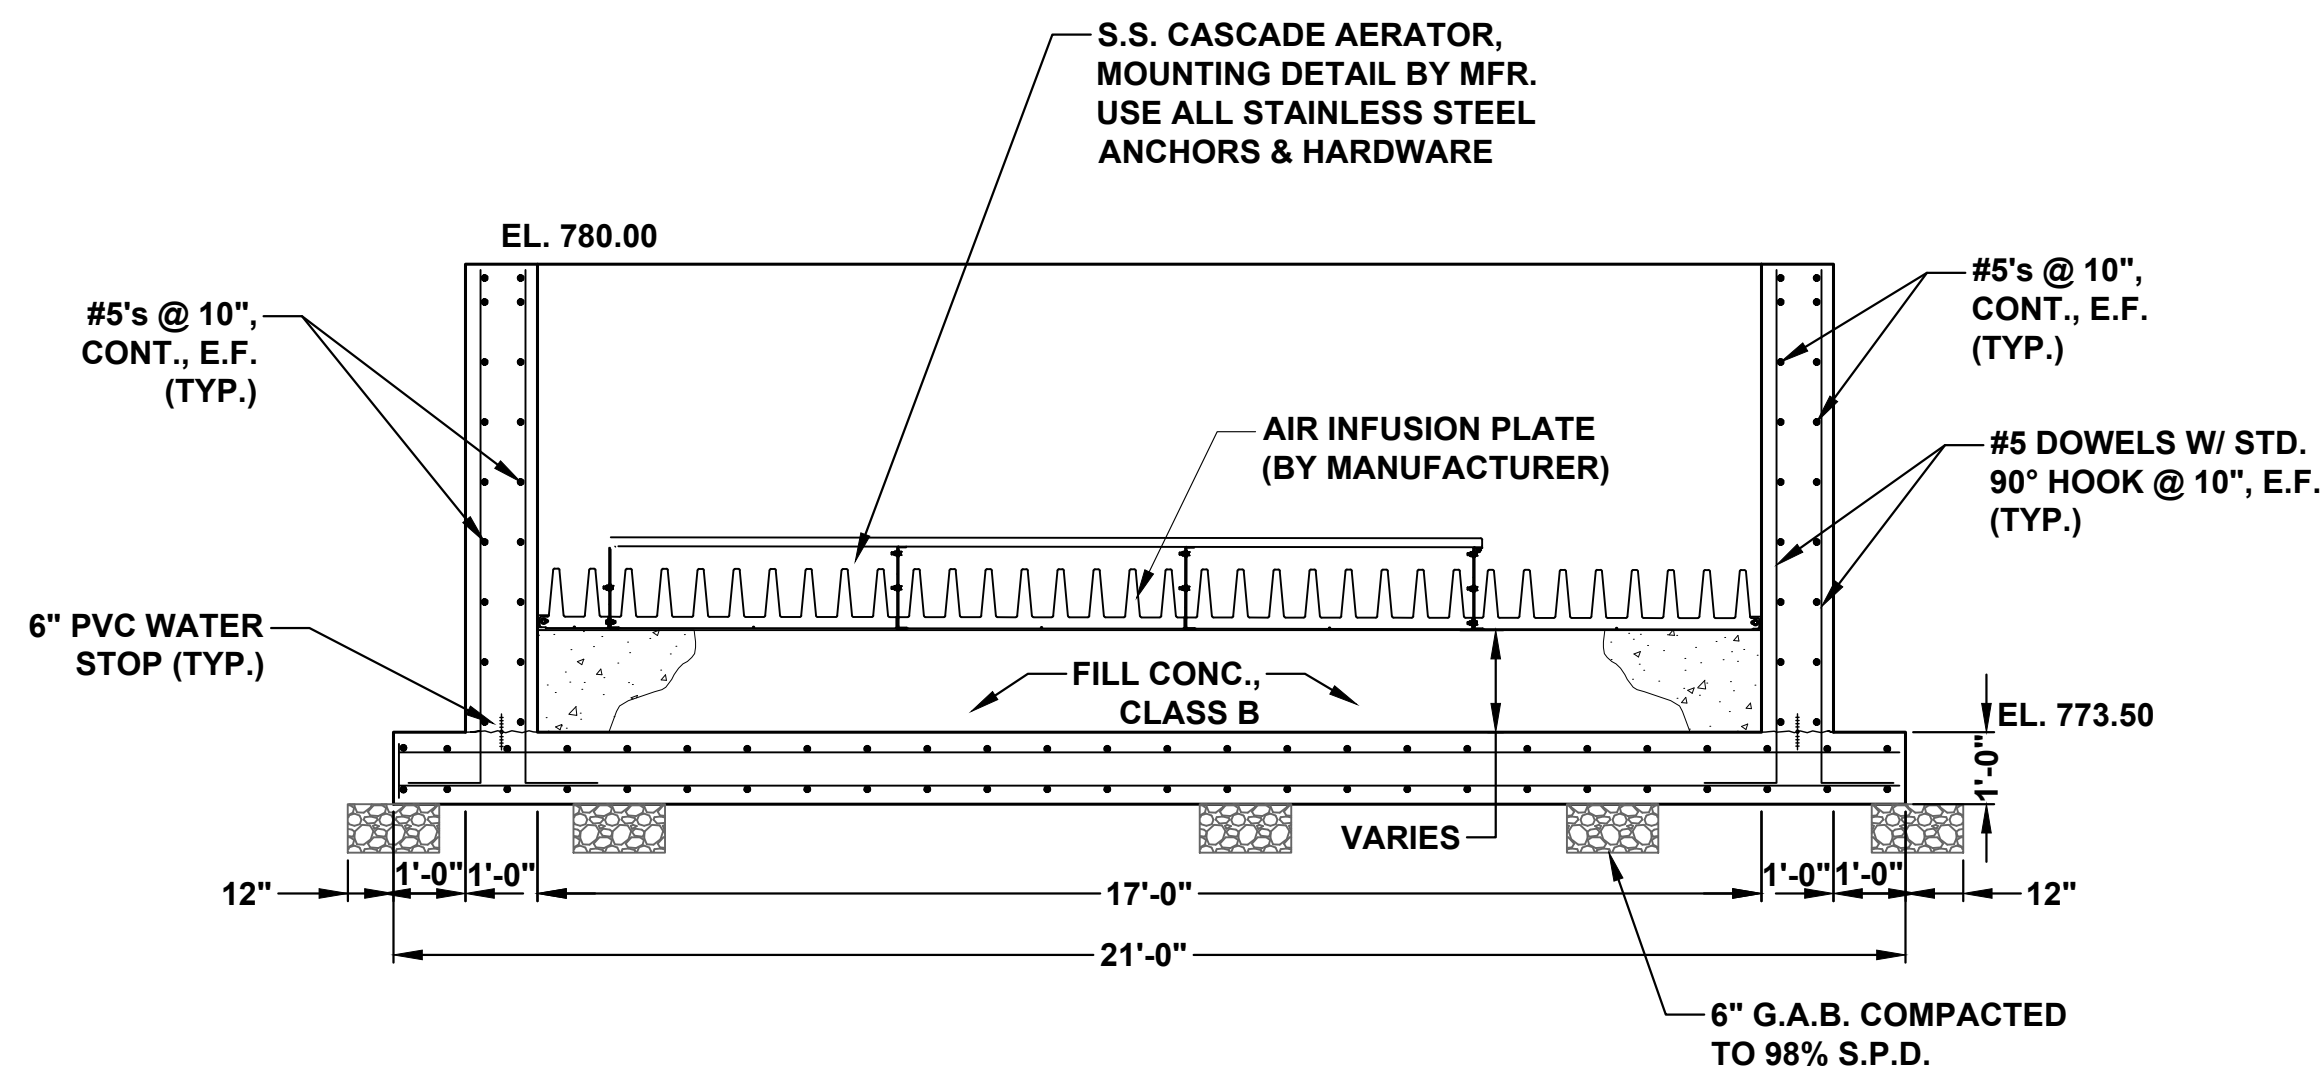 S.S. CASCADE AERATOR,
MOUNTING DETAIL BY MFR.
USE ALL STAINLESS STEEL
ANCHORS & HARDWARE
EL. 780.00
#5's @ 10",
CONT., E.F.
(TYP.)
#5's @ 10",
CONT., E.F.
(TYP.)
AIR INFUSION PLATE
(BY MANUFACTURER)
#5 DOWELS W/ STD.
90° HOOK @ 10", E.F.
(TYP.)
6" PVC WATER
STOP (TYP.)
FILL CONC.,
CLASS B
EL. 773.50
1'-0"
VARIES
12"
1'-0"
1'-0"
17'-0"
1'-0"
1'-0"
12"
21'-0"
6" G.A.B. COMPACTED
TO 98% S.P.D.